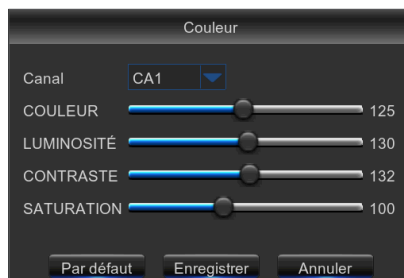 Couleur
Canal CA1
COULEUR 125
LUMINOSITÉ 130
CONTRASTE 132
SATURATION 100
Par défaut Enregistrer Annuler